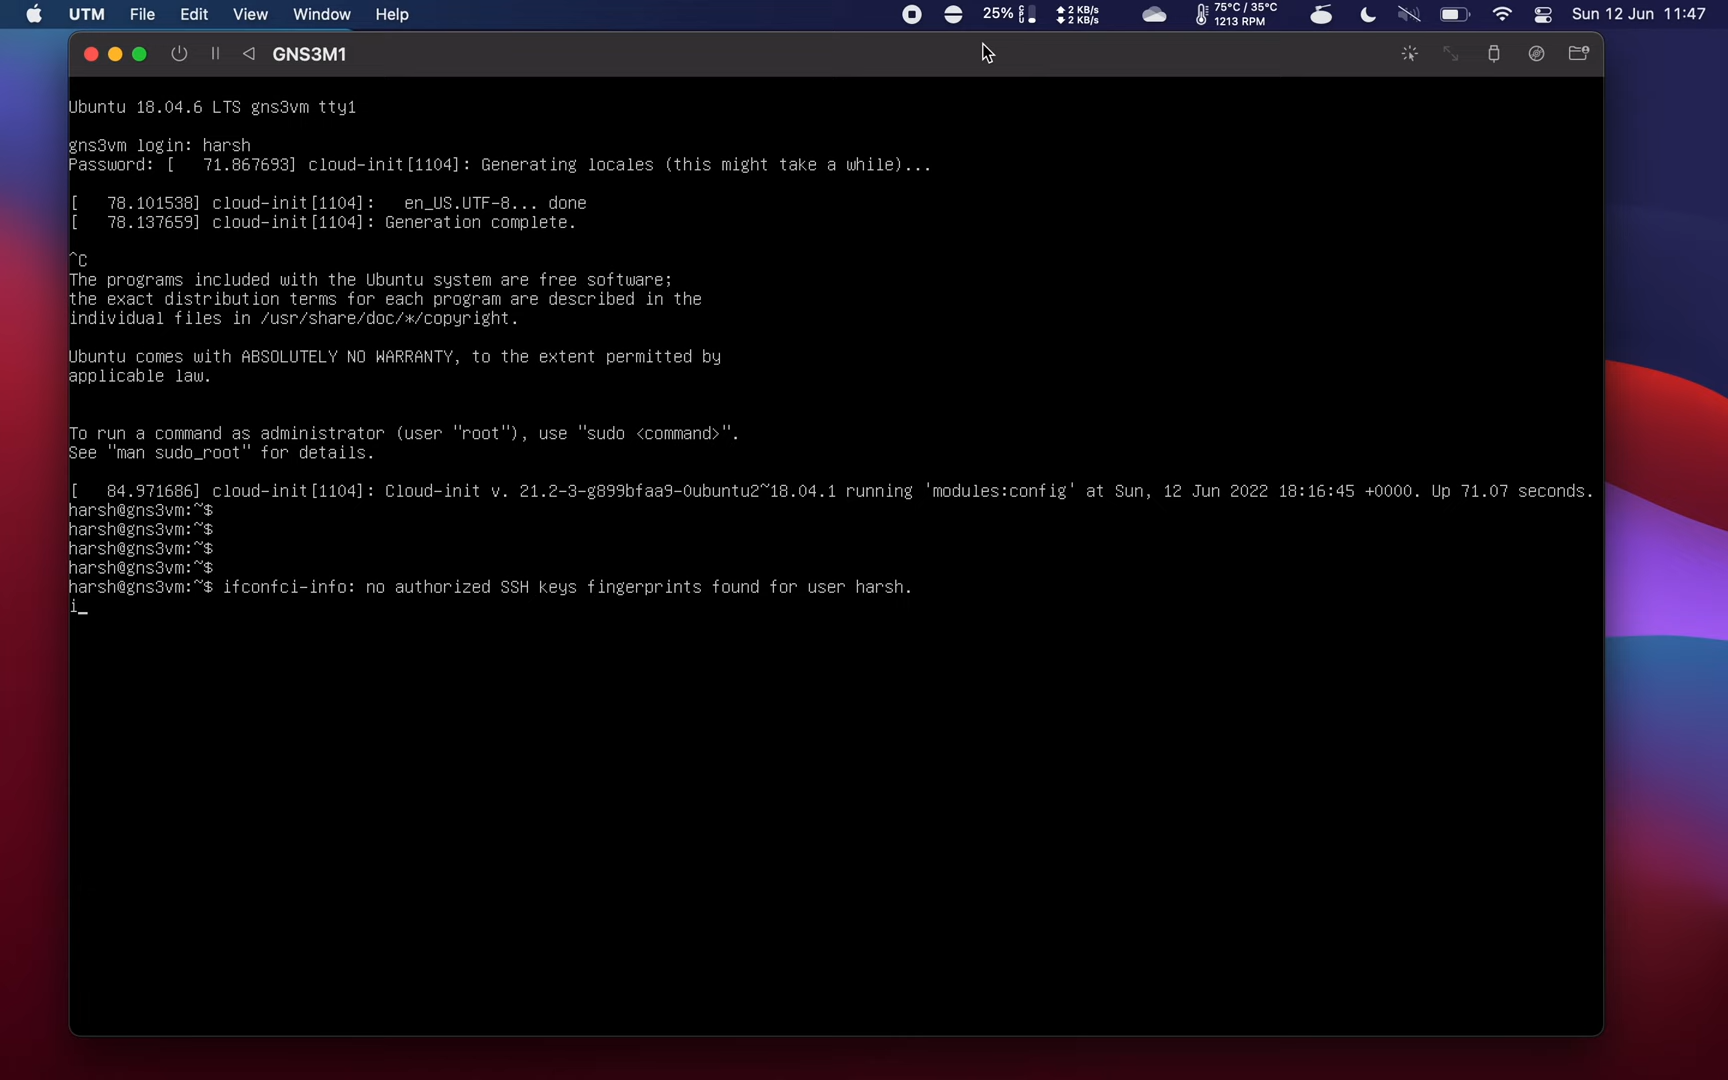 UTM File Edit View Window Help 25% CPU 2 KB/s 2 KB/s 75°C / 35°C 1213 RPM Sun 12 Jun 11:47
GNS3M1
Ubuntu 18.04.6 LTS gns3vm tty1
gns3vm login: harsh
Password: [   71.867693] cloud-init[1104]: Generating locales (this might take a while)...
[   78.101538] cloud-init[1104]:   en_US.UTF-8... done
[   78.137659] cloud-init[1104]: Generation complete.
^C
The programs included with the Ubuntu system are free software;
the exact distribution terms for each program are described in the
individual files in /usr/share/doc/*/copyright.
Ubuntu comes with ABSOLUTELY NO WARRANTY, to the extent permitted by
applicable law.
To run a command as administrator (user "root"), use "sudo <command>".
See "man sudo_root" for details.
[   84.971686] cloud-init[1104]: Cloud-init v. 21.2-3-g899bfaa9-0ubuntu2~18.04.1 running 'modules:config' at Sun, 12 Jun 2022 18:16:45 +0000. Up 71.07 seconds.
harsh@gns3vm:~$
harsh@gns3vm:~$
harsh@gns3vm:~$
harsh@gns3vm:~$
harsh@gns3vm:~$ ifconfci-info: no authorized SSH keys fingerprints found for user harsh.
i_